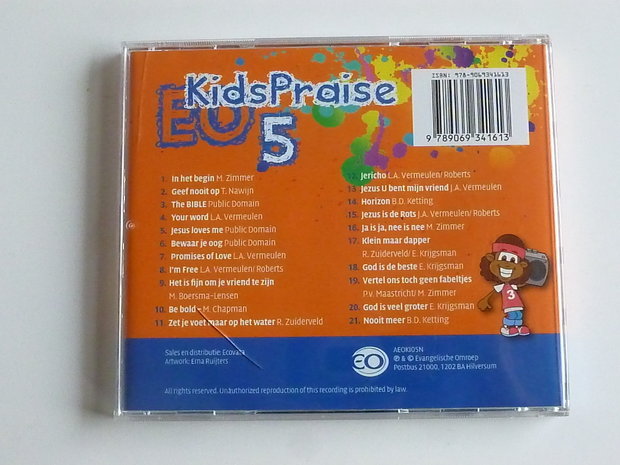 EO
KidsPraise
5
ISBN: 978-9069341613
9 789069 341613
1. In het begin M. Zimmer
2. Geef nooit op T. Nawijn
3. The BIBLE Public Domain
4. Your word L.A. Vermeulen
5. Jesus loves me Public Domain
6. Bewaar je oog Public Domain
7. Promises of Love L.A. Vermeulen
8. I'm Free L.A. Vermeulen/ Roberts
9. Het is fijn om je vriend te zijn
M. Boersma-Lensen
10. Be bold – M. Chapman
11. Zet je voet maar op het water R. Zuiderveld
12. Jericho L.A. Vermeulen/ Roberts
13. Jezus U bent mijn vriend J.A. Vermeulen
14. Horizon B.D. Ketting
15. Jezus is de Rots J.A. Vermeulen/ Roberts
16. Ja is ja, nee is nee M. Zimmer
17. Klein maar dapper
R. Zuiderveld/ E. Krijgsman
18. God is de beste E. Krijgsman
19. Vertel ons toch geen fabeltjes
P.v. Maastricht/ M. Zimmer
20. God is veel groter E. Krijgsman
21. Nooit meer B.D. Ketting
3
Sales en distributie: Ecovata
Artwork: Erna Ruijters
EO
AEOKIDSN
℗ & © Evangelische Omroep
Postbus 21000, 1202 BA Hilversum
All rights reserved. Unauthorized reproduction of this recording is prohibited by law.